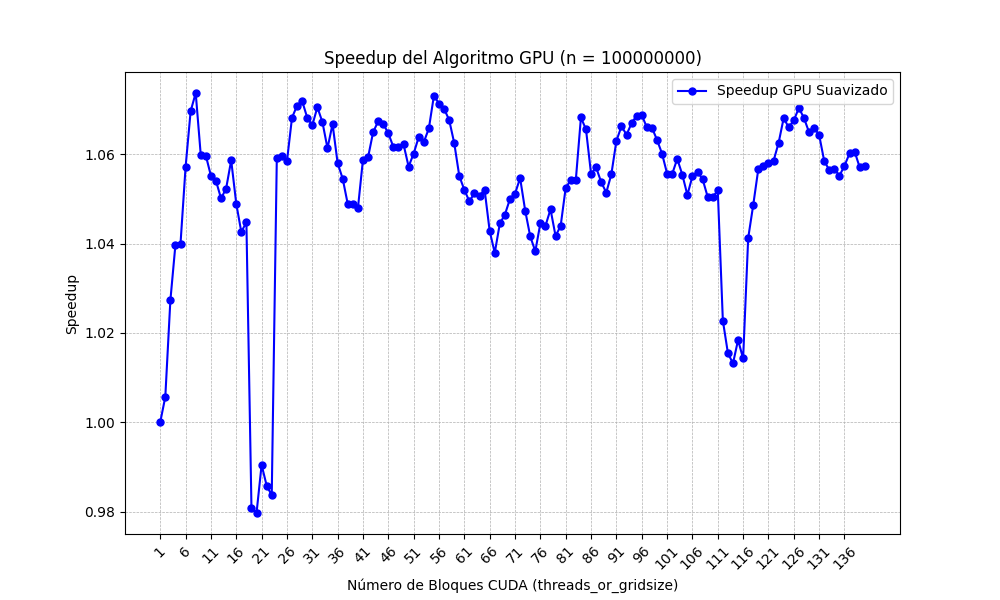 Speedup del Algoritmo GPU (n = 100000000)
Speedup GPU Suavizado
1.06
1.04
1.02
1.00
0.98
Speedup
1 6 11 16 21 26 31 36 41 46 51 56 61 66 71 76 81 86 91 96 101 106 111 116 121 126 131 136
Número de Bloques CUDA (threads_or_gridsize)